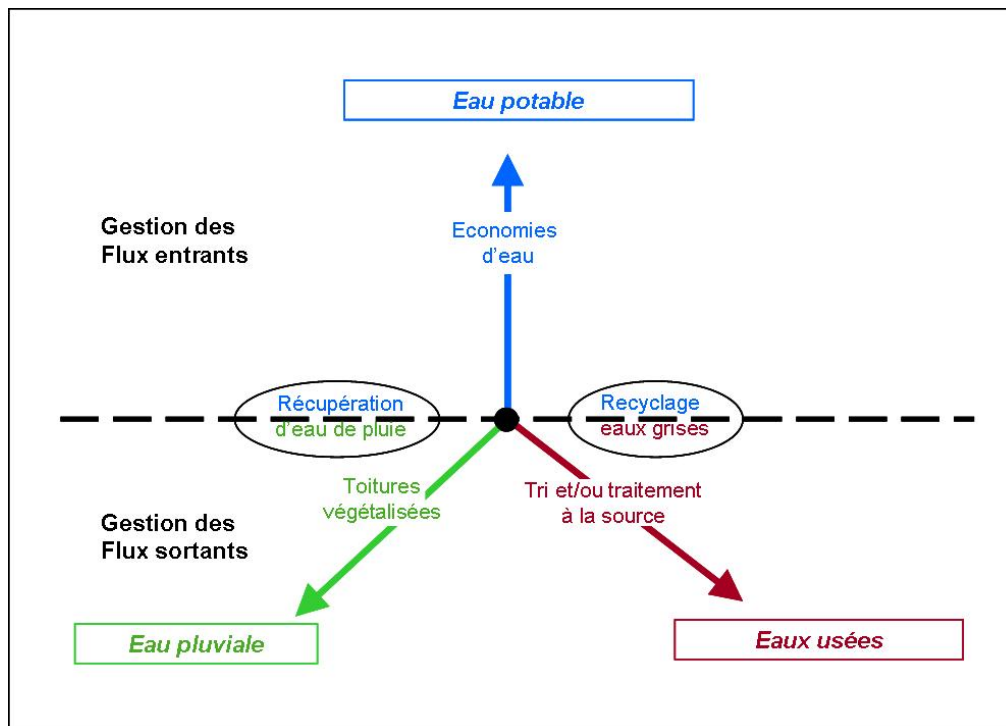 Eau potable
Gestion des
Flux entrants
Economies
d'eau
Récupération
d'eau de pluie
Recyclage
eaux grises
Toitures
végétalisées
Tri et/ou traitement
à la source
Gestion des
Flux sortants
Eau pluviale
Eaux usées